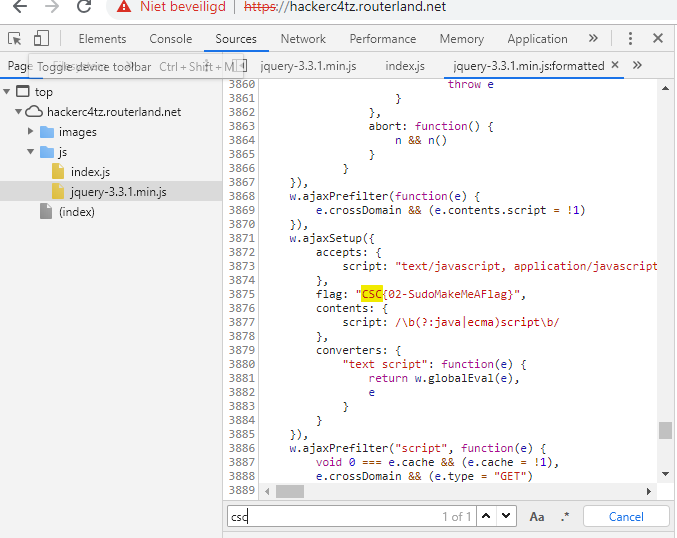 Niet beveiligd https://hackerc4tz.routerland.net
Elements Console Sources Network Performance Memory Application »
Page Toggle device toolbar Ctrl + Shift + M jquery-3.3.1.min.js index.js jquery-3.3.1.min.js:formatted × »
top
hackerc4tz.routerland.net
images
js
index.js
jquery-3.3.1.min.js
(index)
3860 throw e
3861 }
3862 },
3863 abort: function() {
3864 n && n()
3865 }
3866 }
3867 }),
3868 w.ajaxPrefilter(function(e) {
3869 e.crossDomain && (e.contents.script = !1)
3870 }),
3871 w.ajaxSetup({
3872 accepts: {
3873 script: "text/javascript, application/javascript
3874 },
3875 flag: "CSC{02-SudoMakeMeAFlag}",
3876 contents: {
3877 script: /\b(?:java|ecma)script\b/
3878 },
3879 converters: {
3880 "text script": function(e) {
3881 return w.globalEval(e),
3882 e
3883 }
3884 }
3885 }),
3886 w.ajaxPrefilter("script", function(e) {
3887 void 0 === e.cache && (e.cache = !1),
3888 e.crossDomain && (e.type = "GET")
3889
csc 1 of 1 Aa .* Cancel